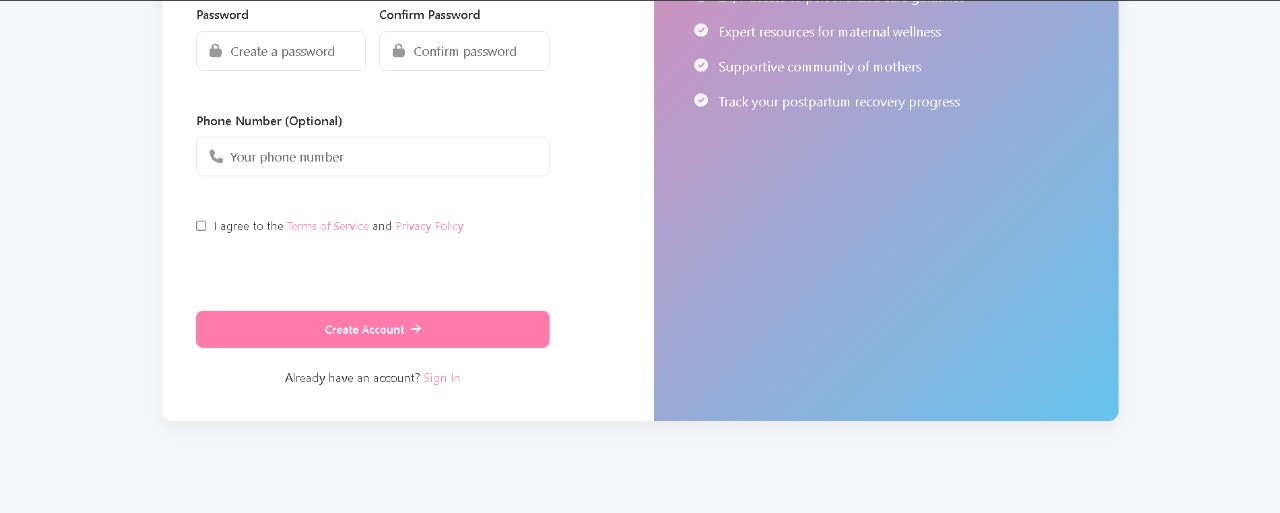 Password Confirm Password
Create a password Confirm password
Phone Number (Optional)
Your phone number
I agree to the Terms of Service and Privacy Policy
Create Account →
Already have an account? Sign In
Expert resources for maternal wellness
Supportive community of mothers
Track your postpartum recovery progress